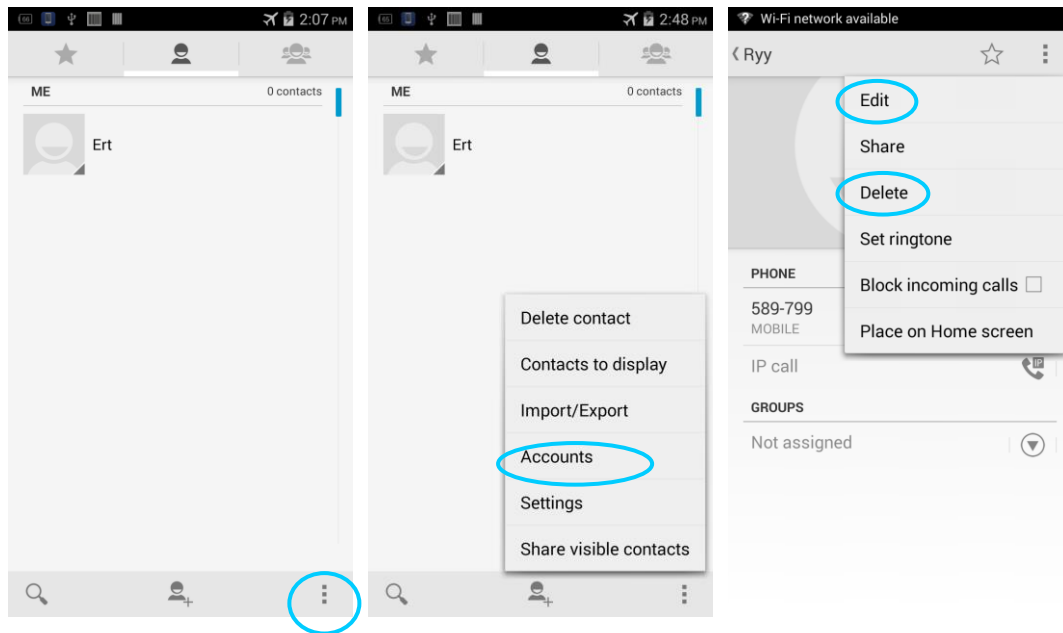 2:07 PM
ME 0 contacts
Ert
2:48 PM
ME 0 contacts
Ert
Delete contact
Contacts to display
Import/Export
Accounts
Settings
Share visible contacts
Wi-Fi network available
Ryy
Edit
Share
Delete
Set ringtone
Block incoming calls
Place on Home screen
PHONE
589-799
MOBILE
IP call
IP
GROUPS
Not assigned